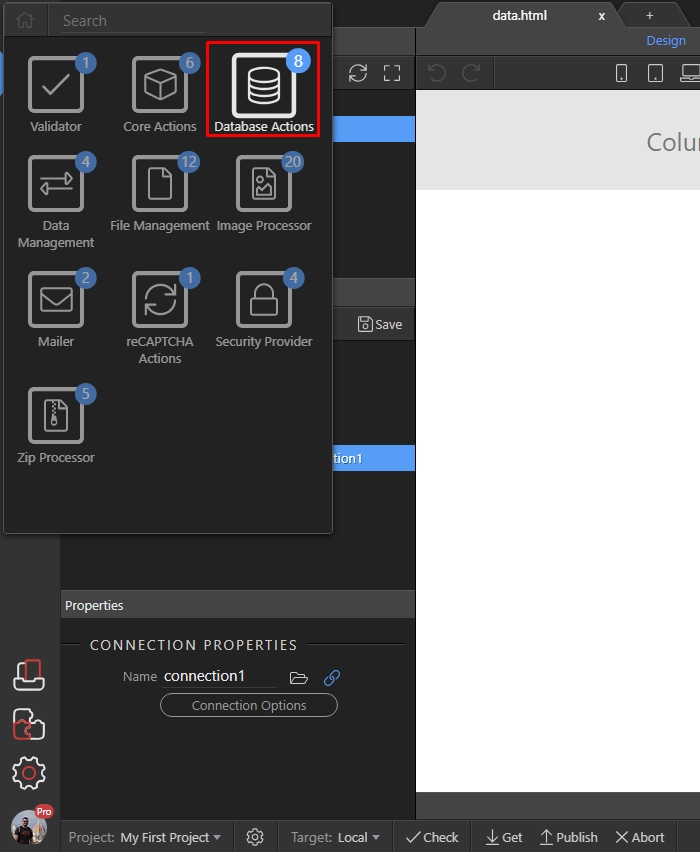 Search
data.html
x
+
Design
1
6
8
Validator
Core Actions
Database Actions
4
12
20
Data
Management
File Management
Image Processor
2
1
4
Mailer
reCAPTCHA
Actions
Security Provider
5
Zip Processor
Colu
Save
tion1
Properties
CONNECTION PROPERTIES
Name connection1
Connection Options
Pro
Project: My First Project
Target: Local
Check
Get
Publish
Abort